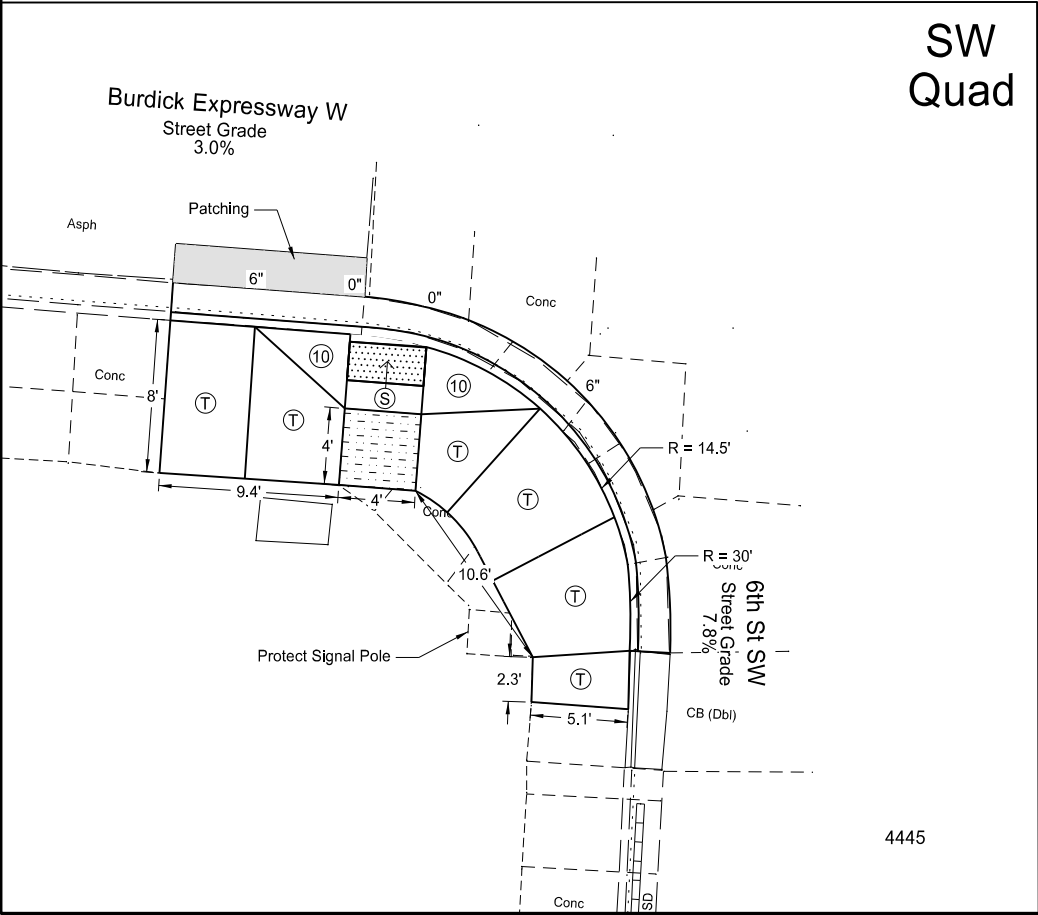 SW
Quad
Burdick Expressway W
Street Grade
3.0%
Patching
Asph
6"
0"
0"
Conc
10
Conc
10
6"
S
8'
T
T
4'
T
R = 14.5'
9.4'
4'
Conc
T
R = 30'
Conc
10.6'
T
6th St SW
Street Grade
7.8%
Protect Signal Pole
2.3'
T
5.1'
CB (Dbl)
4445
Conc
SD